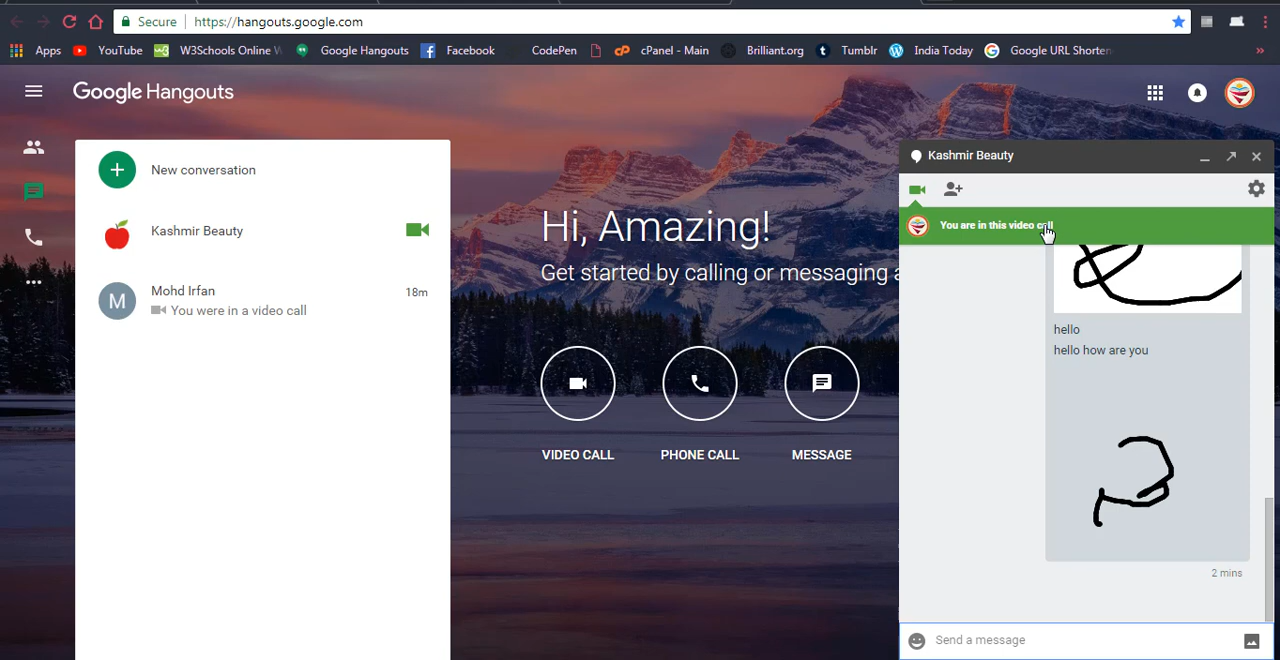 Secure https://hangouts.google.com
Apps YouTube W3Schools Online Google Hangouts Facebook CodePen cPanel - Main Brilliant.org Tumblr India Today Google URL Shorten
Google Hangouts
New conversation
Kashmir Beauty
M Mohd Irfan 18m
You were in a video call
Hi, Amazing!
Get started by calling or messaging
VIDEO CALL PHONE CALL MESSAGE
Kashmir Beauty
You are in this video call
hello
hello how are you
2 mins
Send a message